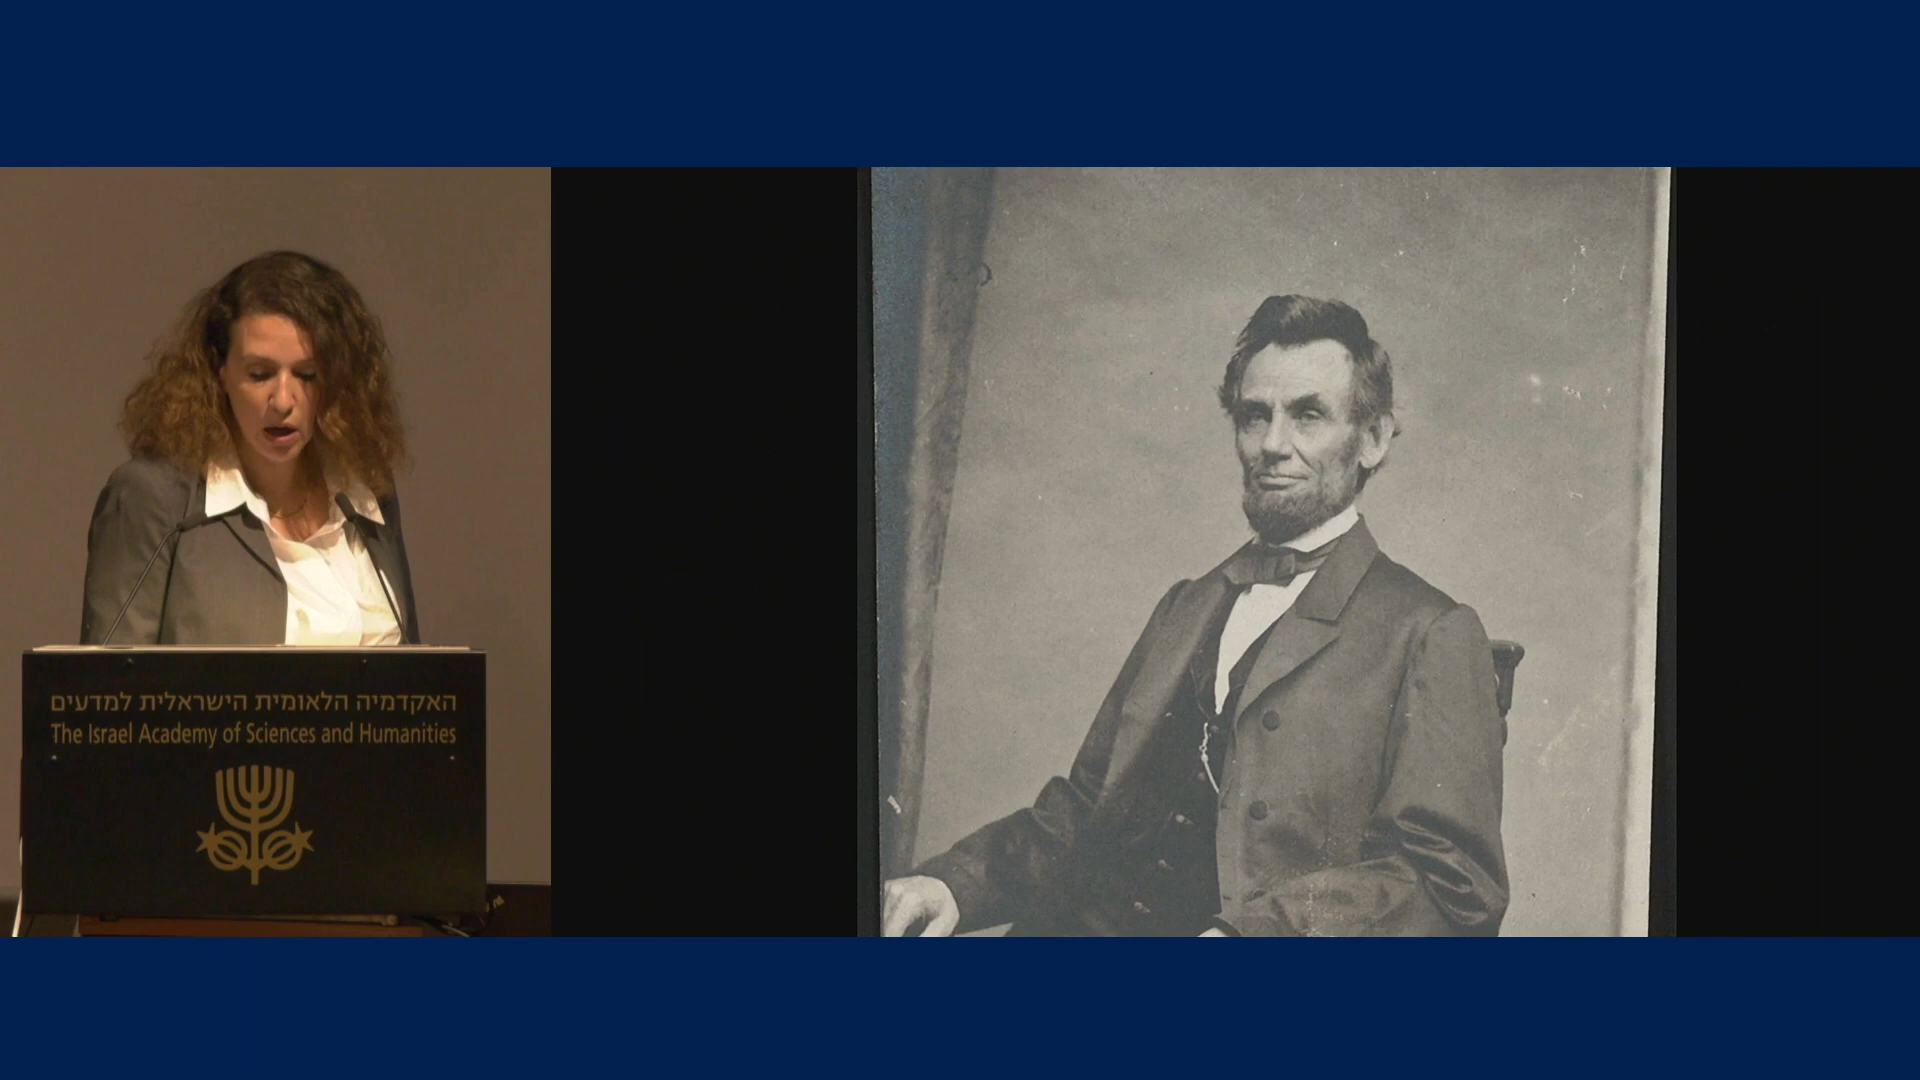 האקדמיה הלאומית הישראלית למדעים
The Israel Academy of Sciences and Humanities